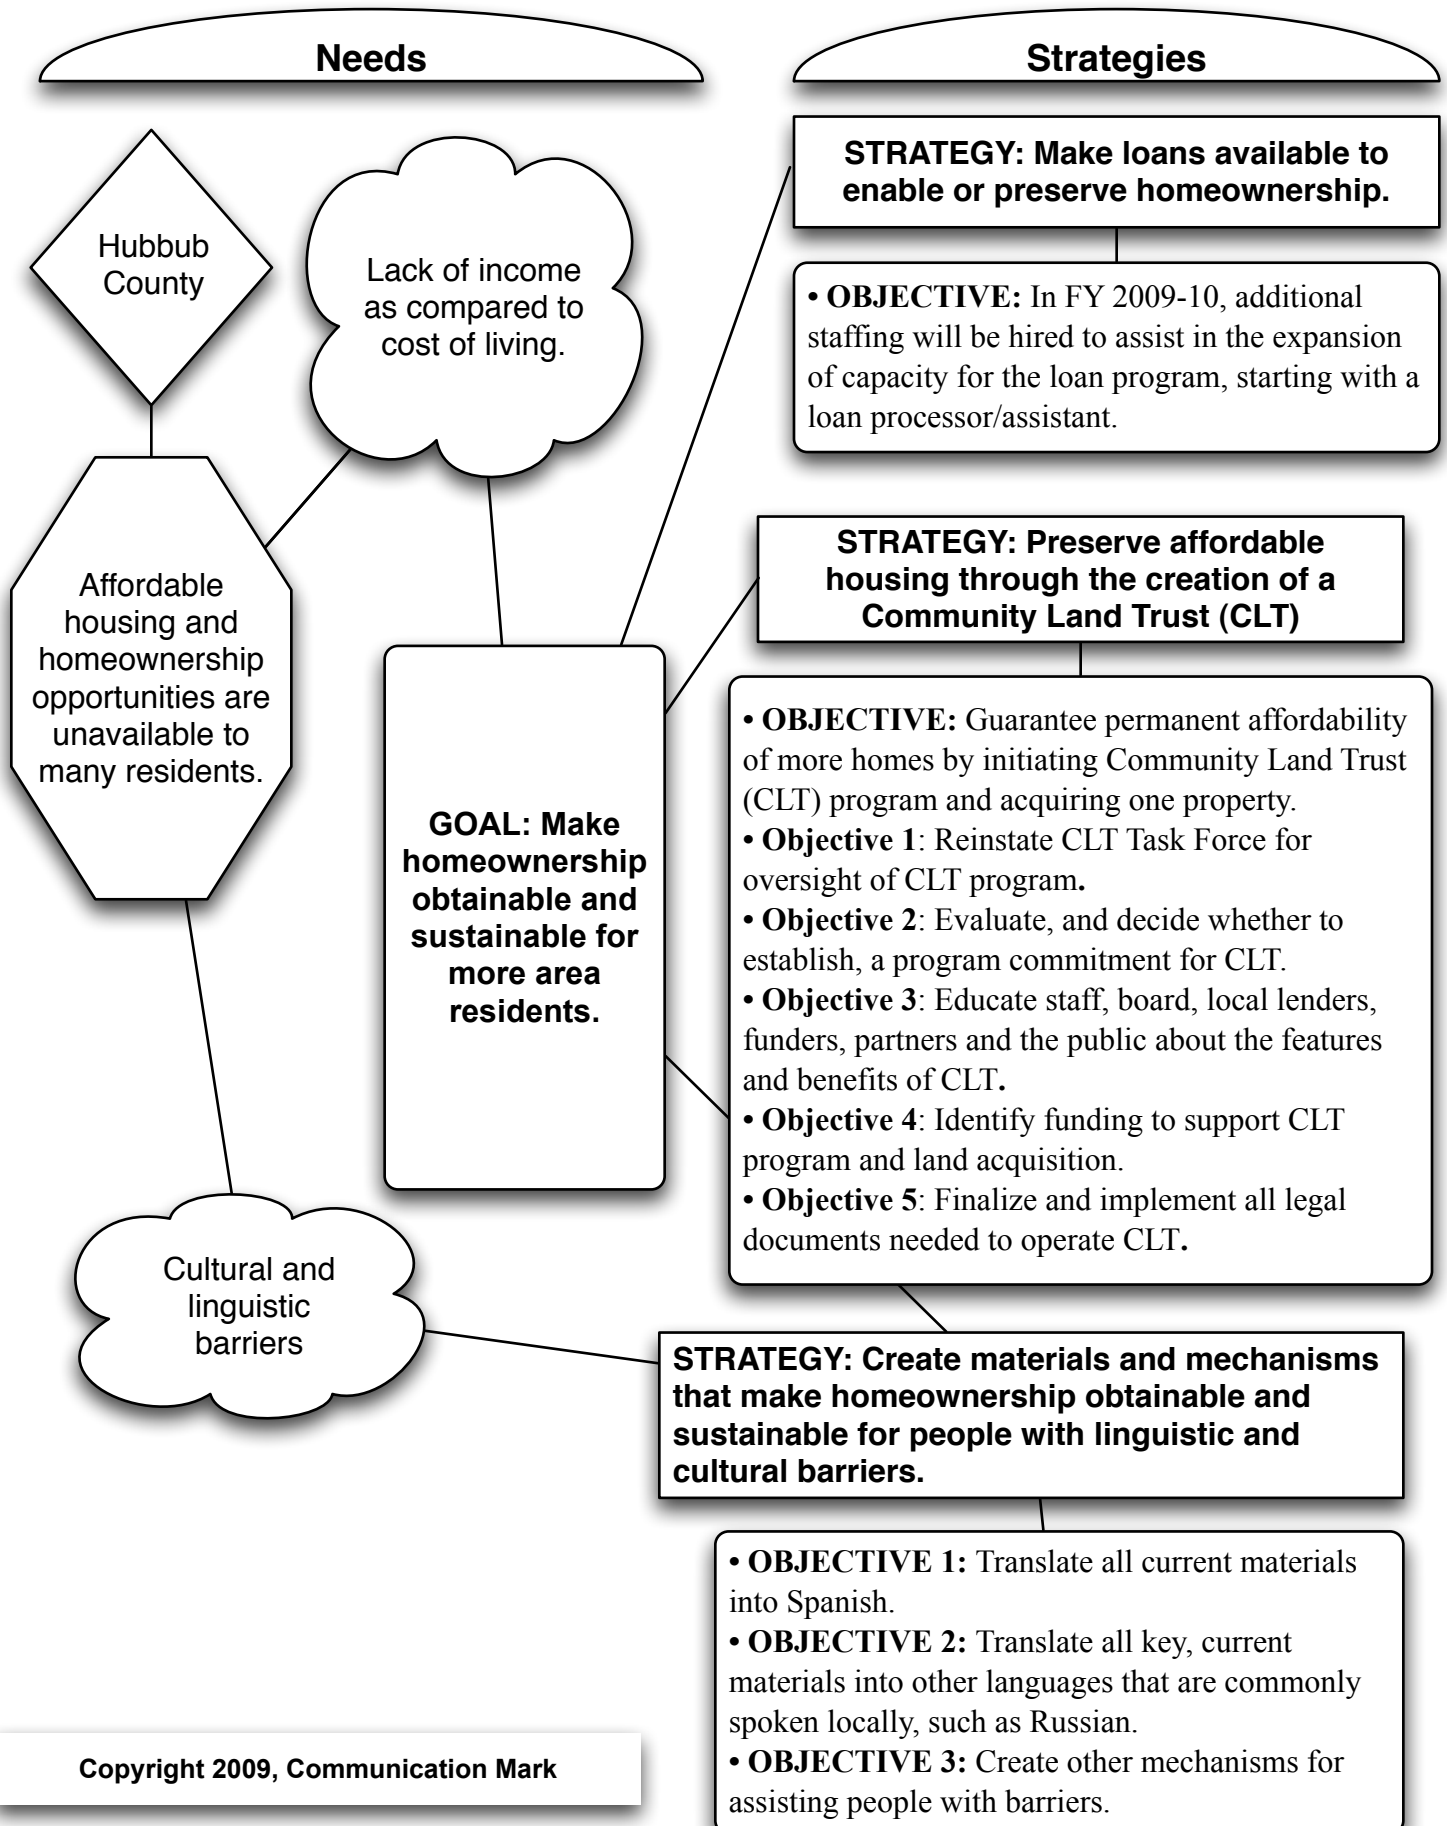 Needs
Strategies
Hubbub
County
Lack of income
as compared to
cost of living.
Affordable
housing and
homeownership
opportunities are
unavailable to
many residents.
Cultural and
linguistic
barriers
GOAL: Make
homeownership
obtainable and
sustainable for
more area
residents.
STRATEGY: Make loans available to
enable or preserve homeownership.
• OBJECTIVE: In FY 2009-10, additional
staffing will be hired to assist in the expansion
of capacity for the loan program, starting with a
loan processor/assistant.
STRATEGY: Preserve affordable
housing through the creation of a
Community Land Trust (CLT)
• OBJECTIVE: Guarantee permanent affordability
of more homes by initiating Community Land Trust
(CLT) program and acquiring one property.
• Objective 1: Reinstate CLT Task Force for
oversight of CLT program.
• Objective 2: Evaluate, and decide whether to
establish, a program commitment for CLT.
• Objective 3: Educate staff, board, local lenders,
funders, partners and the public about the features
and benefits of CLT.
• Objective 4: Identify funding to support CLT
program and land acquisition.
• Objective 5: Finalize and implement all legal
documents needed to operate CLT.
STRATEGY: Create materials and mechanisms
that make homeownership obtainable and
sustainable for people with linguistic and
cultural barriers.
• OBJECTIVE 1: Translate all current materials
into Spanish.
• OBJECTIVE 2: Translate all key, current
materials into other languages that are commonly
spoken locally, such as Russian.
• OBJECTIVE 3: Create other mechanisms for
assisting people with barriers.
Copyright 2009, Communication Mark